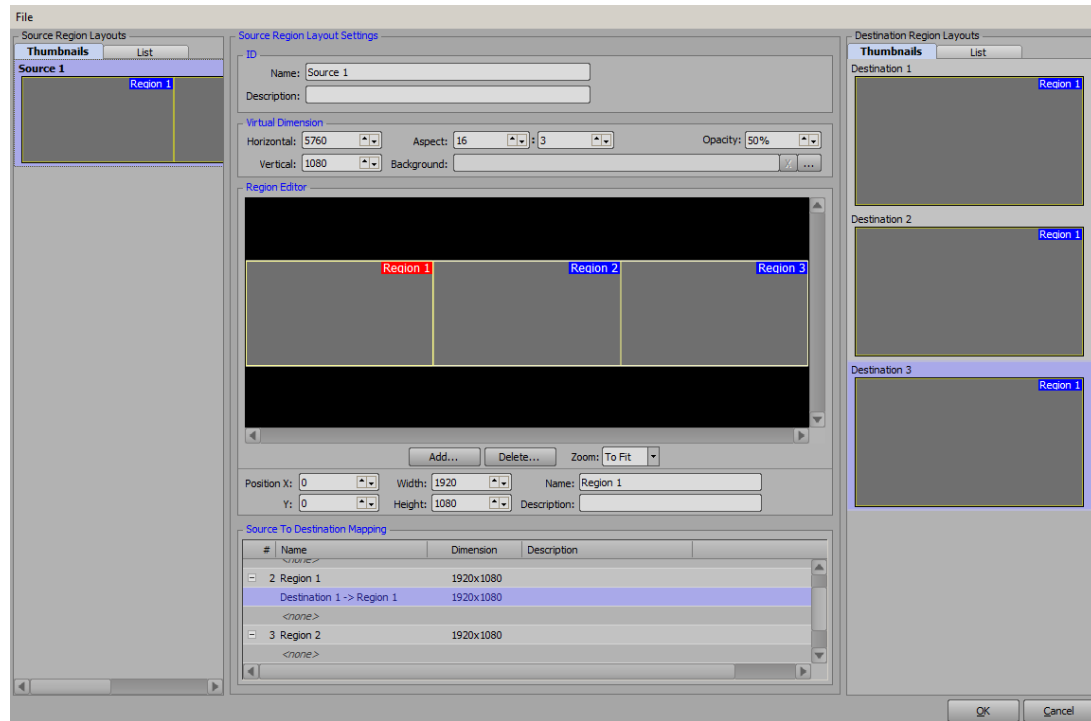 File
Source Region Layouts
Thumbnails List
Source 1
Region 1
Source Region Layout Settings
ID
Name: Source 1
Description:
Virtual Dimension
Horizontal: 5760 Aspect: 16 : 3 Opacity: 50%
Vertical: 1080 Background: X ...
Region Editor
Region 1 Region 2 Region 3
Add... Delete... Zoom: To Fit
Position X: 0 Width: 1920 Name: Region 1
Y: 0 Height: 1080 Description:
Source To Destination Mapping
# Name Dimension Description
<none>
2 Region 1 1920x1080
Destination 1 -> Region 1 1920x1080
<none>
3 Region 2 1920x1080
<none>
Destination Region Layouts
Thumbnails List
Destination 1
Region 1
Destination 2
Region 1
Destination 3
Region 1
OK Cancel